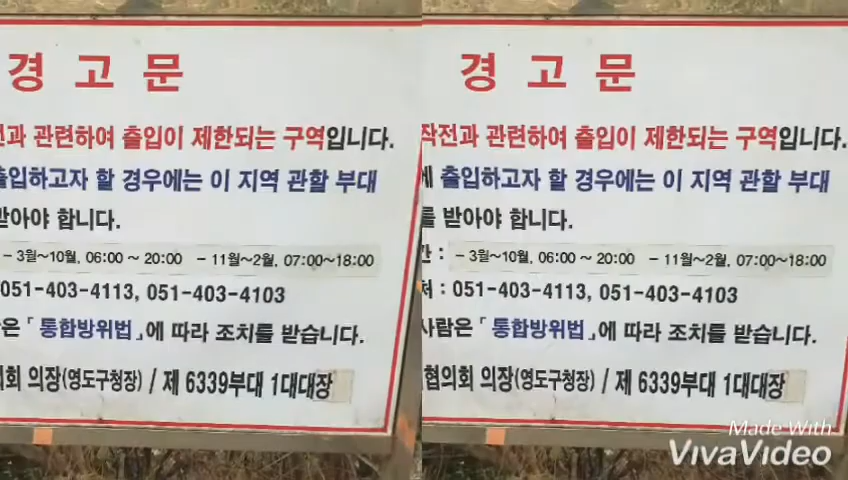 경고문
전과 관련하여 출입이 제한되는 구역입니다.
출입하고자 할 경우에는 이 지역 관할 부대
받아야 합니다.
- 3월~10월, 06:00 ~ 20:00 - 11월~2월, 07:00~18:00
051-403-4113, 051-403-4103
은 「통합방위법」에 따라 조치를 받습니다.
의회 의장(영도구청장) / 제 6339부대 1대대장
경고문
작전과 관련하여 출입이 제한되는 구역입니다.
에 출입하고자 할 경우에는 이 지역 관할 부대
를 받아야 합니다.
간 : - 3월~10월, 06:00 ~ 20:00 - 11월~2월, 07:00~18:00
처 : 051-403-4113, 051-403-4103
사람은 「통합방위법」에 따라 조치를 받습니다.
협의회 의장(영도구청장) / 제 6339부대 1대대장
Made With
VivaVideo